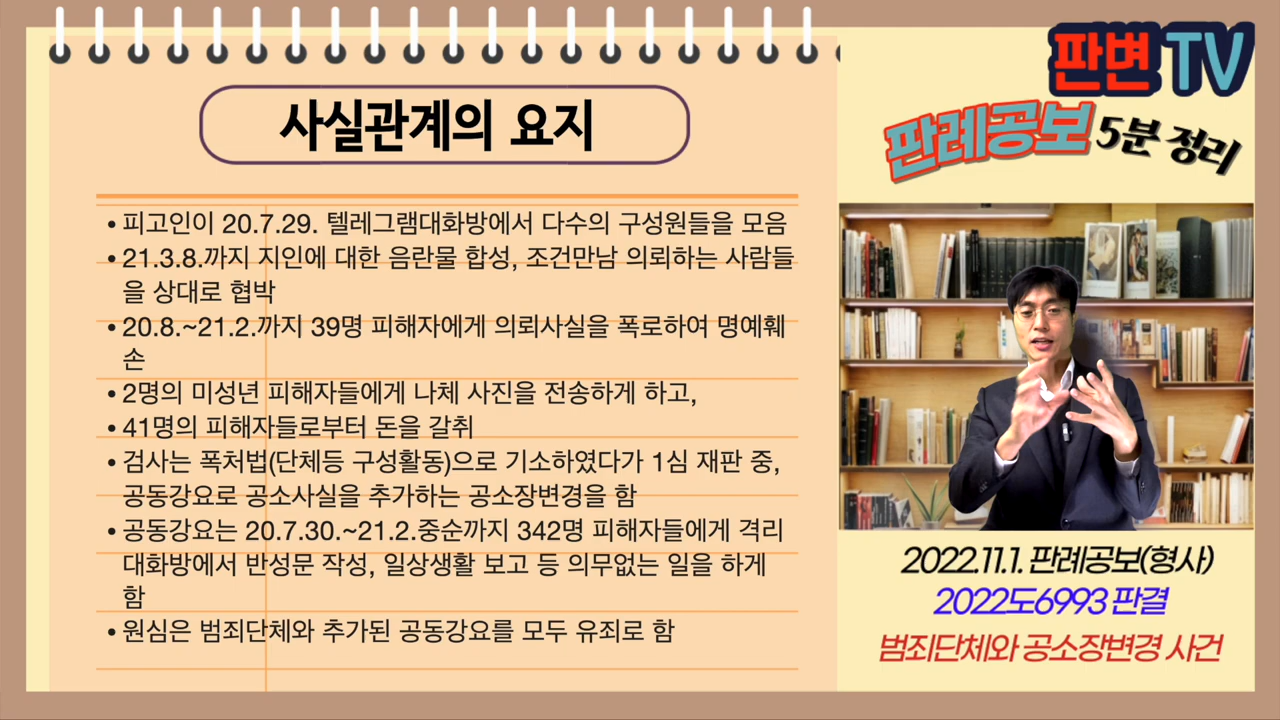 사실관계의 요지
• 피고인이 20.7.29. 텔레그램대화방에서 다수의 구성원들을 모음
• 21.3.8.까지 지인에 대한 음란물 합성, 조건만남 의뢰하는 사람들
을 상대로 협박
• 20.8.~21.2.까지 39명 피해자에게 의뢰사실을 폭로하여 명예훼
손
• 2명의 미성년 피해자들에게 나체 사진을 전송하게 하고,
• 41명의 피해자들로부터 돈을 갈취
• 검사는 폭처법(단체등 구성활동)으로 기소하였다가 1심 재판 중,
공동강요로 공소사실을 추가하는 공소장변경을 함
• 공동강요는 20.7.30.~21.2.중순까지 342명 피해자들에게 격리
대화방에서 반성문 작성, 일상생활 보고 등 의무없는 일을 하게
함
• 원심은 범죄단체와 추가된 공동강요를 모두 유죄로 함
판변 TV
판례공보 5분 정리
2022.11.1. 판례공보(형사)
2022도6993 판결
범죄단체와 공소장변경 사건